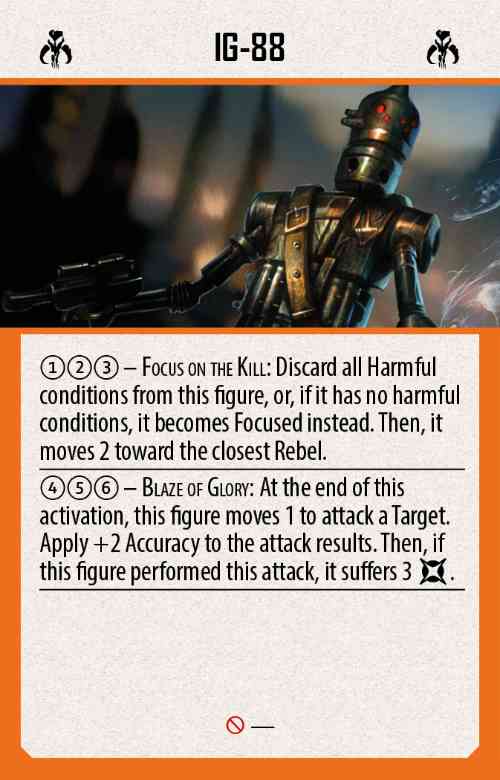 IG-88
①②③ – Focus on the Kill: Discard all Harmful
conditions from this figure, or, if it has no harmful
conditions, it becomes Focused instead. Then, it
moves 2 toward the closest Rebel.
④⑤⑥ – Blaze of Glory: At the end of this
activation, this figure moves 1 to attack a Target.
Apply +2 Accuracy to the attack results. Then, if
this figure performed this attack, it suffers 3 .
—